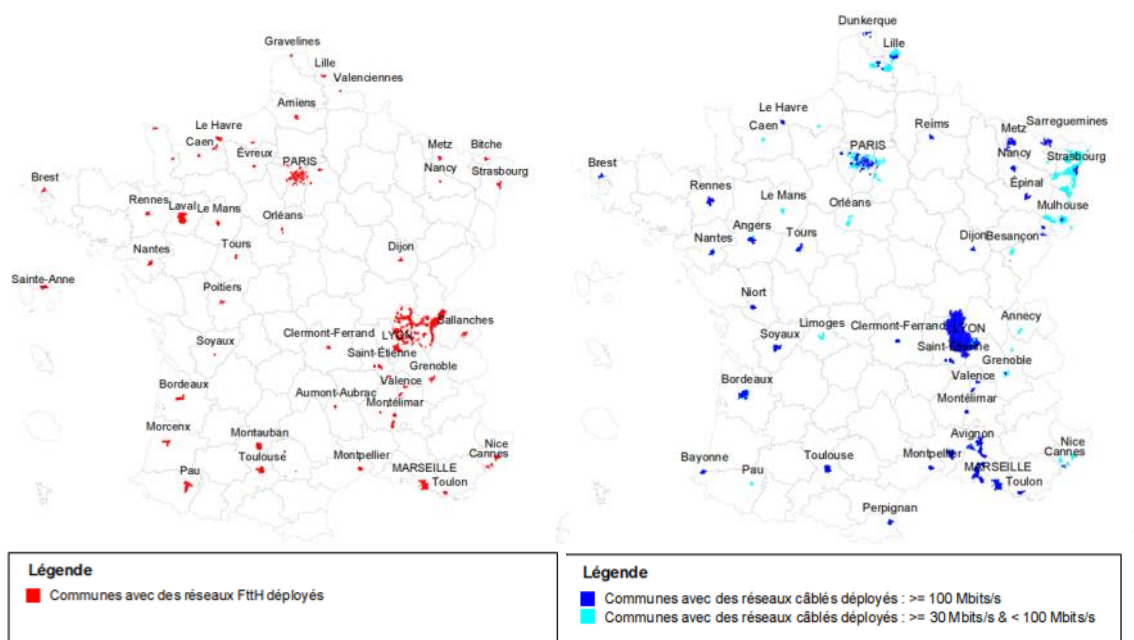 Gravelines
Lille
Valenciennes
Amiens
Le Havre
Caen
Évreux
PARIS
Metz
Bitche
Nancy
Strasbourg
Brest
Rennes
Laval
Le Mans
Orléans
Nantes
Tours
Dijon
Sainte-Anne
Poitiers
Clermont-Ferrand
LYON
Sallanches
Soyaux
Saint-Étienne
Grenoble
Valence
Bordeaux
Aumont-Aubrac
Montélimar
Morcenx
Montauban
Toulouse
Montpellier
Nice
Cannes
Pau
MARSEILLE
Toulon
Légende
Communes avec des réseaux FttH déployés
Dunkerque
Lille
Le Havre
Caen
Reims
PARIS
Metz
Sarreguemines
Nancy
Strasbourg
Brest
Épinal
Rennes
Le Mans
Orléans
Mulhouse
Angers
Nantes
Tours
Dijon
Besançon
Niort
Limoges
Clermont-Ferrand
LYON
Annecy
Soyaux
Saint-Étienne
Grenoble
Valence
Bordeaux
Montélimar
Avignon
Bayonne
Toulouse
Montpellier
Nice
Cannes
Pau
MARSEILLE
Toulon
Perpignan
Légende
Communes avec des réseaux câblés déployés : >= 100 Mbits/s
Communes avec des réseaux câblés déployés : >= 30 Mbits/s & < 100 Mbits/s